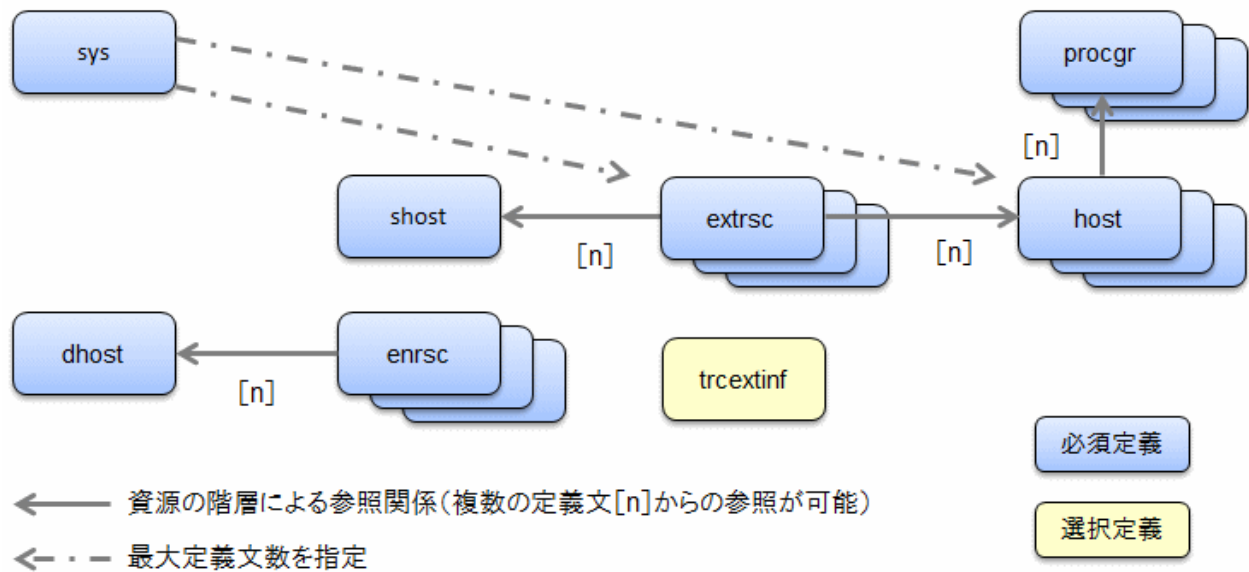 sys
procgr
[n]
shost
extrsc
host
[n]
[n]
dhost
enrsc
trcextinf
[n]
必須定義
資源の階層による参照関係(複数の定義文[n]からの参照が可能)
選択定義
最大定義文数を指定